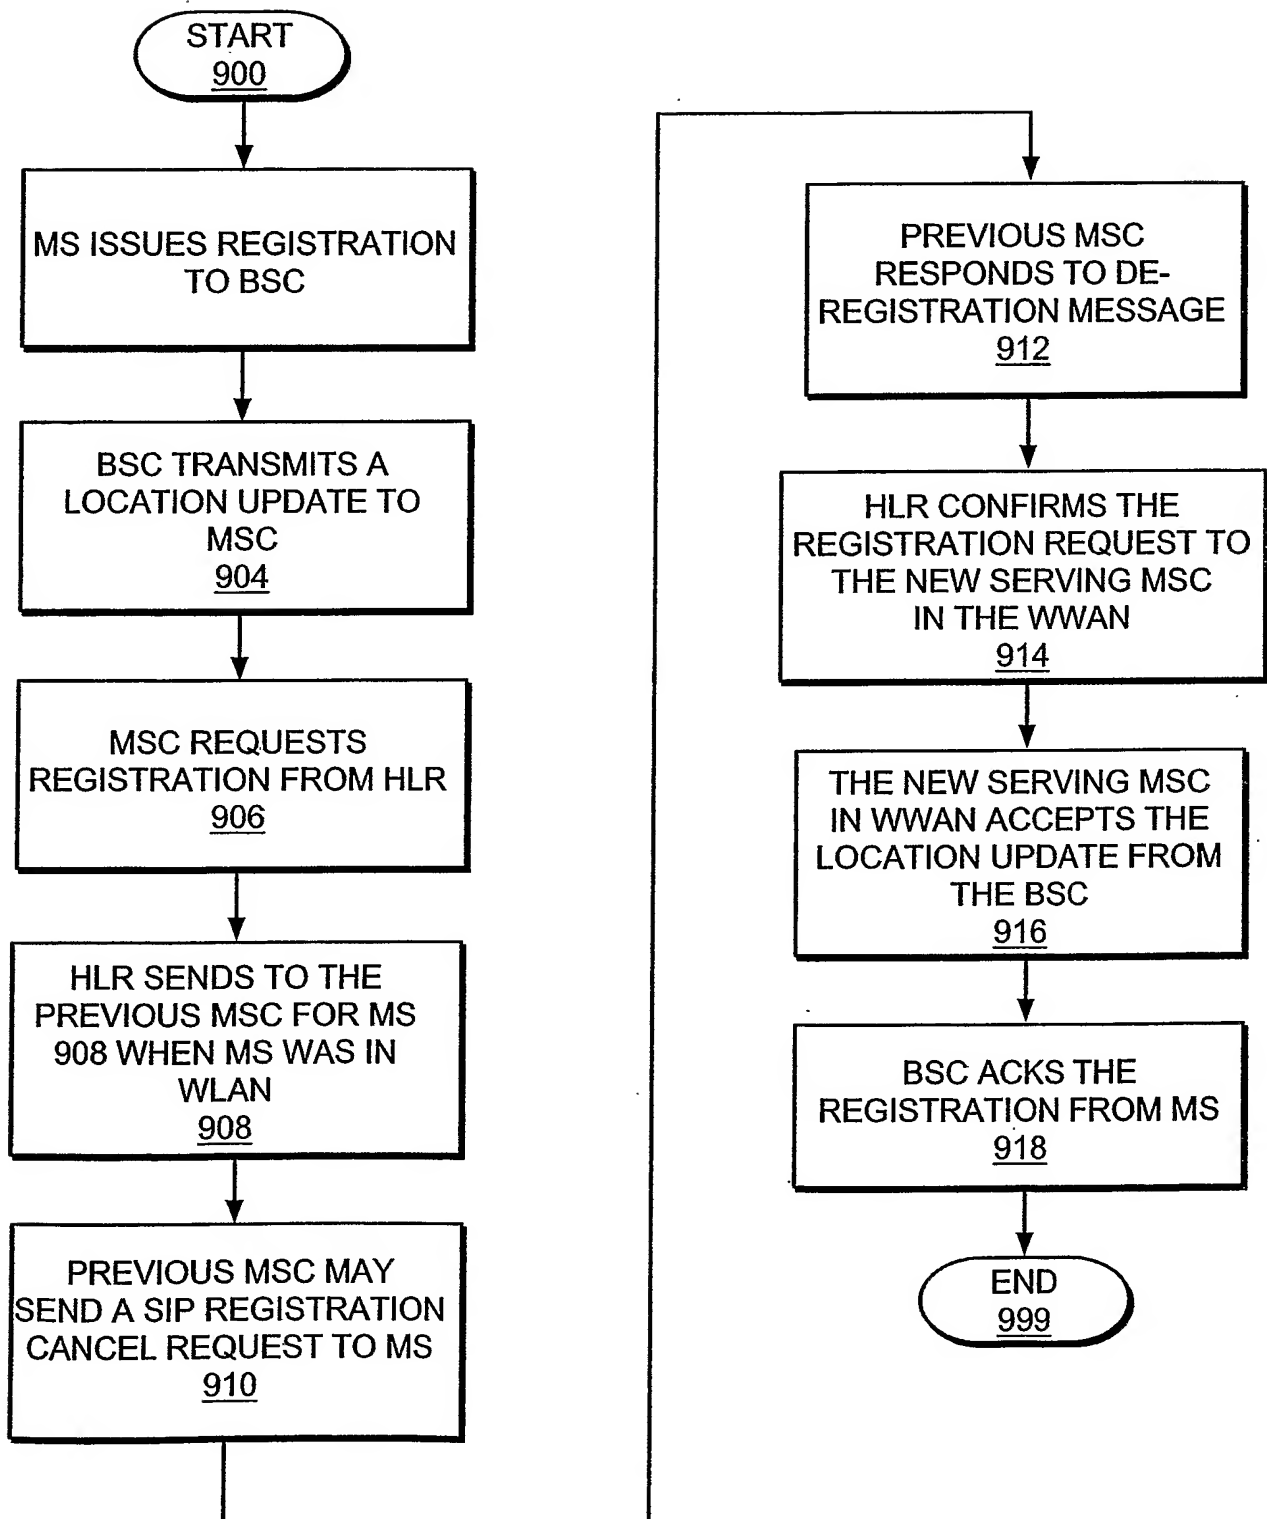 START
900
MS ISSUES REGISTRATION
TO BSC
BSC TRANSMITS A
LOCATION UPDATE TO
MSC
904
MSC REQUESTS
REGISTRATION FROM HLR
906
HLR SENDS TO THE
PREVIOUS MSC FOR MS
908 WHEN MS WAS IN
WLAN
908
PREVIOUS MSC MAY
SEND A SIP REGISTRATION
CANCEL REQUEST TO MS
910
PREVIOUS MSC
RESPONDS TO DE-
REGISTRATION MESSAGE
912
HLR CONFIRMS THE
REGISTRATION REQUEST TO
THE NEW SERVING MSC
IN THE WWAN
914
THE NEW SERVING MSC
IN WWAN ACCEPTS THE
LOCATION UPDATE FROM
THE BSC
916
BSC ACKS THE
REGISTRATION FROM MS
918
END
999